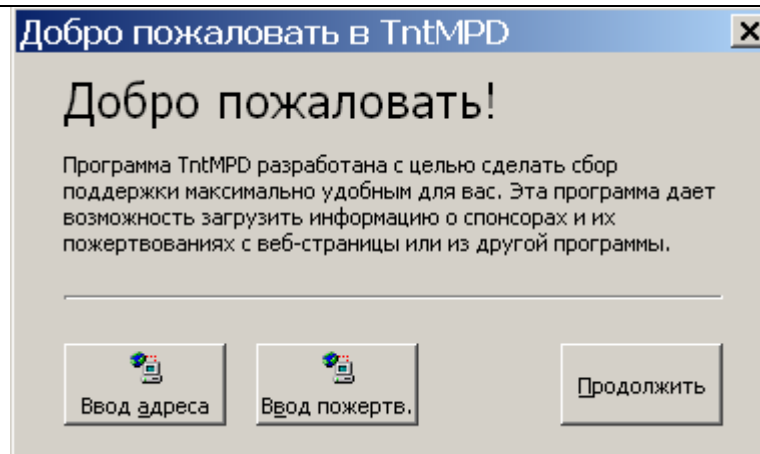 Добро пожаловать в TntMPD
Добро пожаловать!
Программа TntMPD разработана с целью сделать сбор
поддержки максимально удобным для вас. Эта программа дает
возможность загрузить информацию о спонсорах и их
пожертвованиях с веб-страницы или из другой программы.
Ввод адреса
Ввод пожертв.
Продолжить